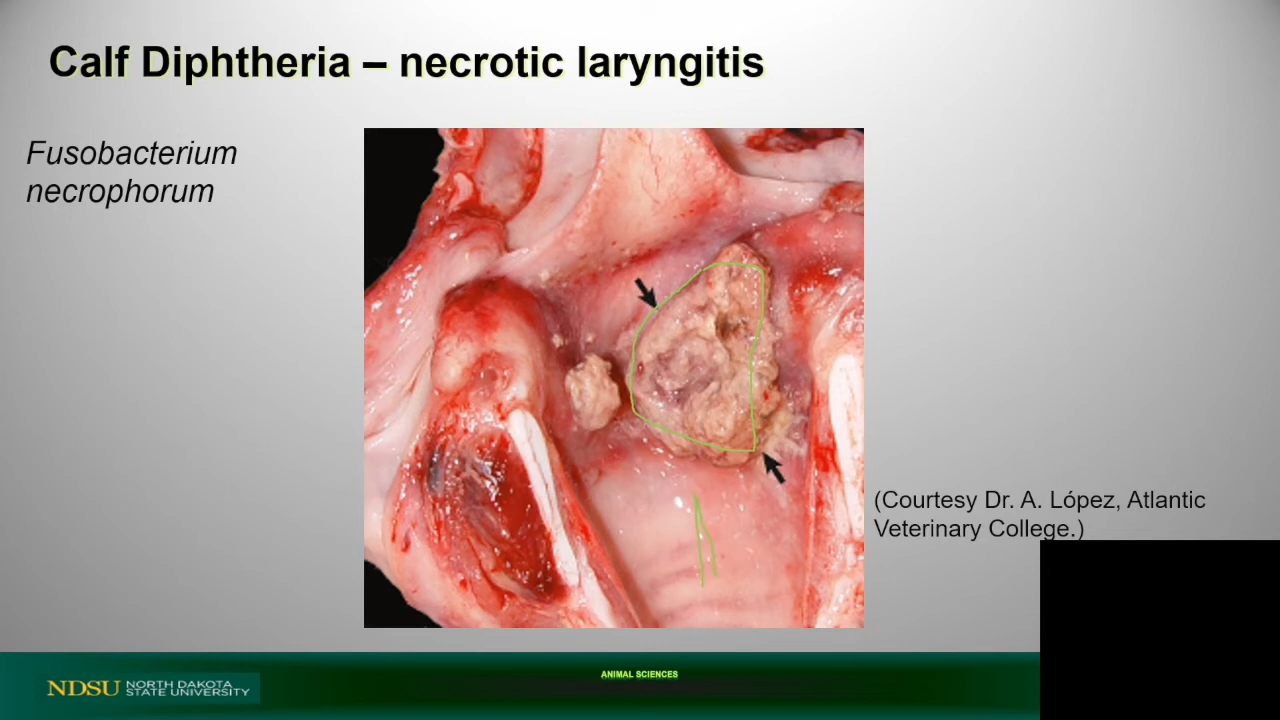 Calf Diphtheria – necrotic laryngitis
Fusobacterium
necrophorum
(Courtesy Dr. A. López, Atlantic
Veterinary College.)
ANIMAL SCIENCES
NDSU NORTH DAKOTA
STATE UNIVERSITY